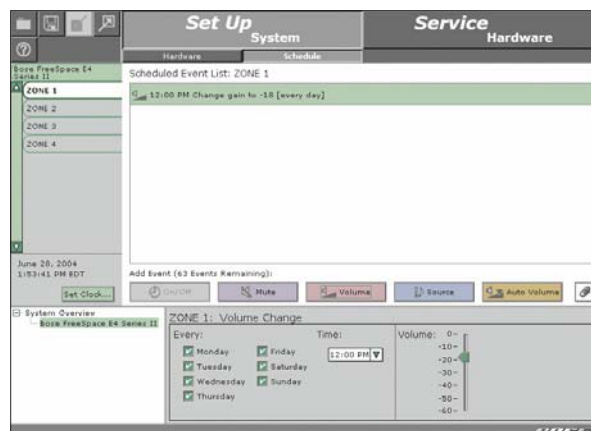 Set Up
System
Service
Hardware
Hardware
Schedule
Bose FreeSpace E4
Series II
Scheduled Event List: ZONE 1
ZONE 1
12:00 PM Change gain to -18 [every day]
ZONE 2
ZONE 3
ZONE 4
June 28, 2004
1:53:41 PM EDT
Set Clock...
Add Event (63 Events Remaining):
On/Off
Mute
Volume
Source
Auto Volume
System Overview
Bose FreeSpace E4 Series II
ZONE 1: Volume Change
Every:
Time:
Volume:
Monday
Friday
12:00 PM
Tuesday
Saturday
Wednesday
Sunday
Thursday
0-
-10-
-20-
-30-
-40-
-50-
-60-